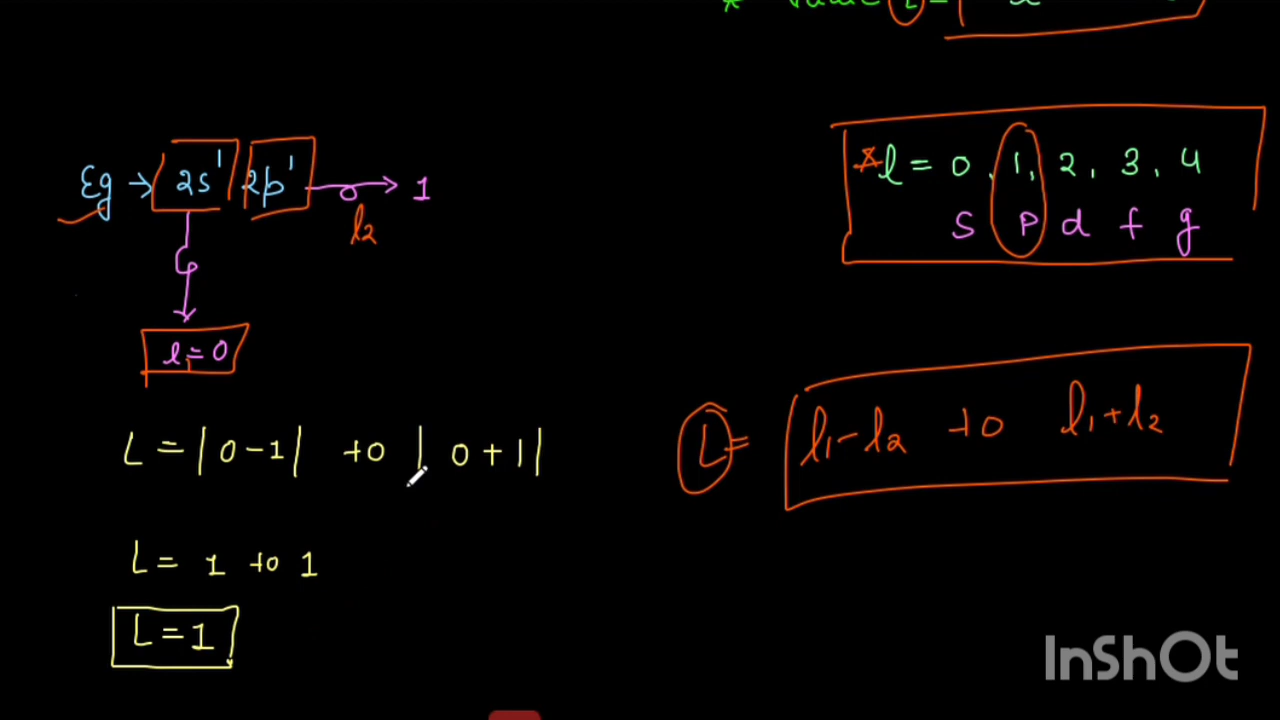 Eg → 2s¹ 2p¹ → 1
l₂
l₁=0
L = |0-1| to |0+1|
L = 1 to 1
L = 1
*l = 0, 1, 2, 3, 4
S P d f g
L = l₁-l₂ to l₁+l₂
InShOt